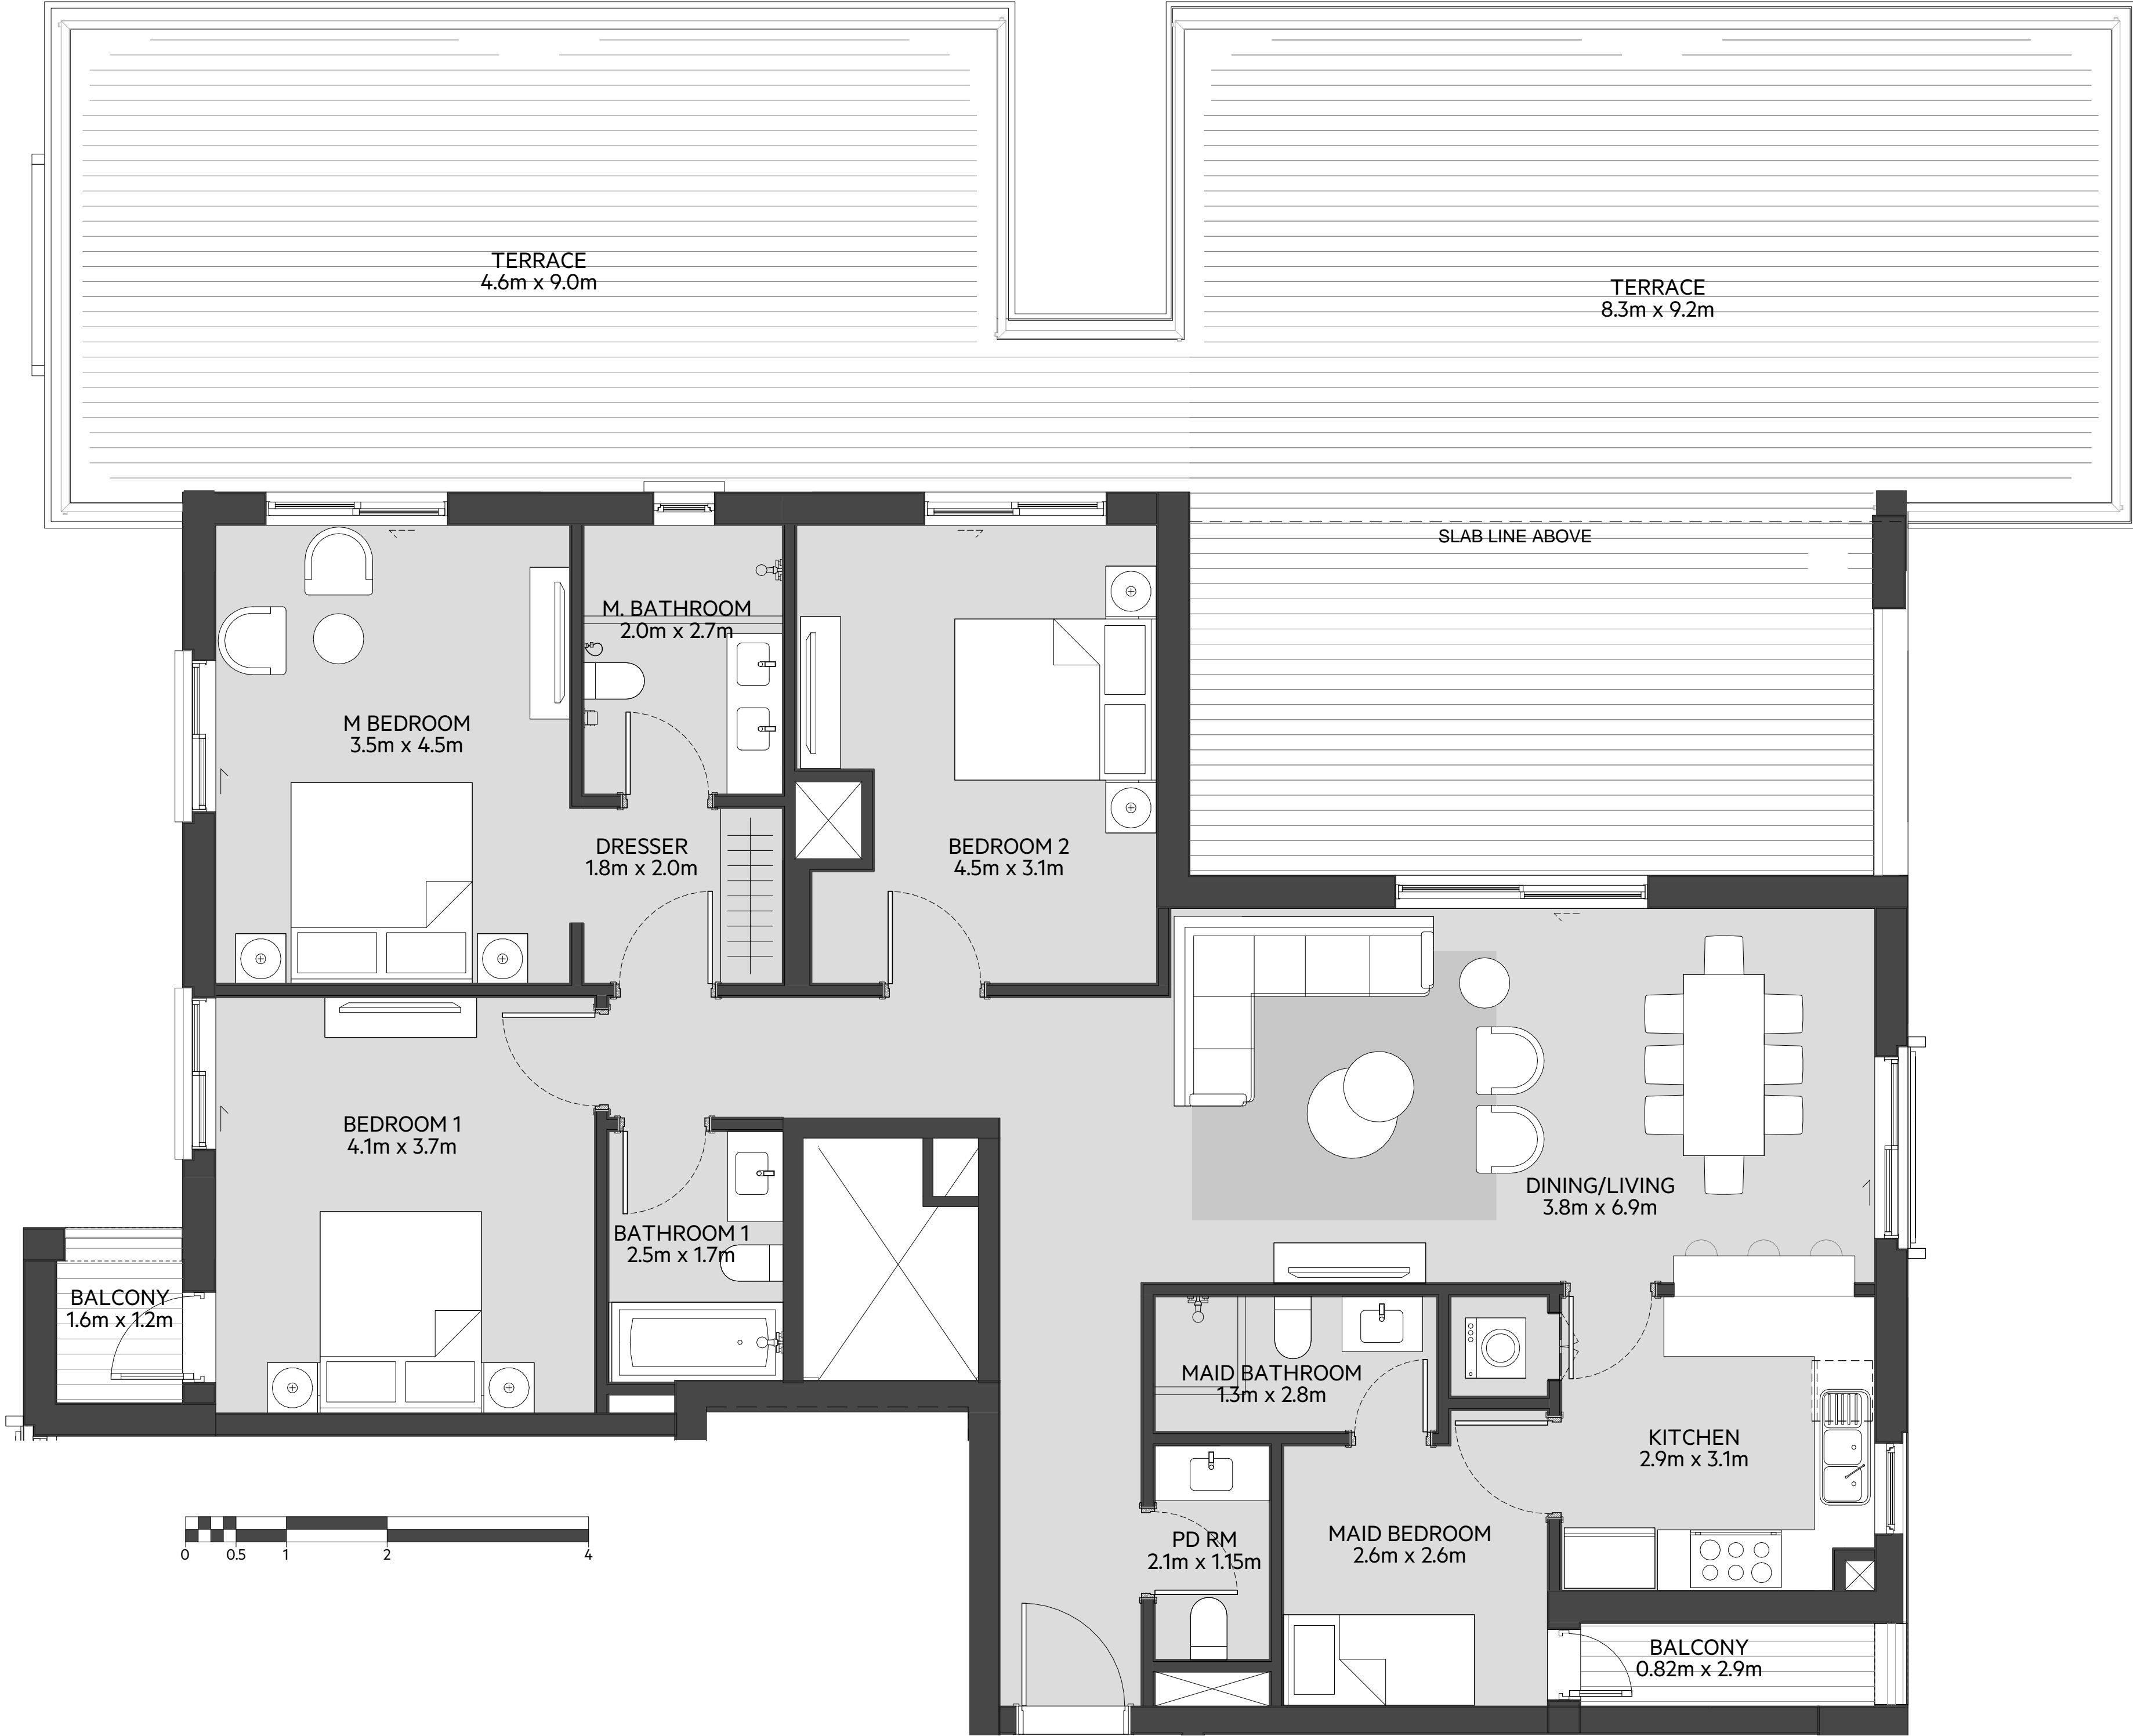 TERRACE
4.6m x 9.0m
TERRACE
8.3m x 9.2m
SLAB LINE ABOVE
M. BATHROOM
2.0m x 2.7m
M BEDROOM
3.5m x 4.5m
DRESSER
1.8m x 2.0m
BEDROOM 2
4.5m x 3.1m
BEDROOM 1
4.1m x 3.7m
DINING/LIVING
3.8m x 6.9m
BATHROOM 1
2.5m x 1.7m
BALCONY
1.6m x 1.2m
MAID BATHROOM
1.3m x 2.8m
KITCHEN
2.9m x 3.1m
PD RM
2.1m x 1.15m
MAID BEDROOM
2.6m x 2.6m
0 0.5 1 2 4
BALCONY
0.82m x 2.9m